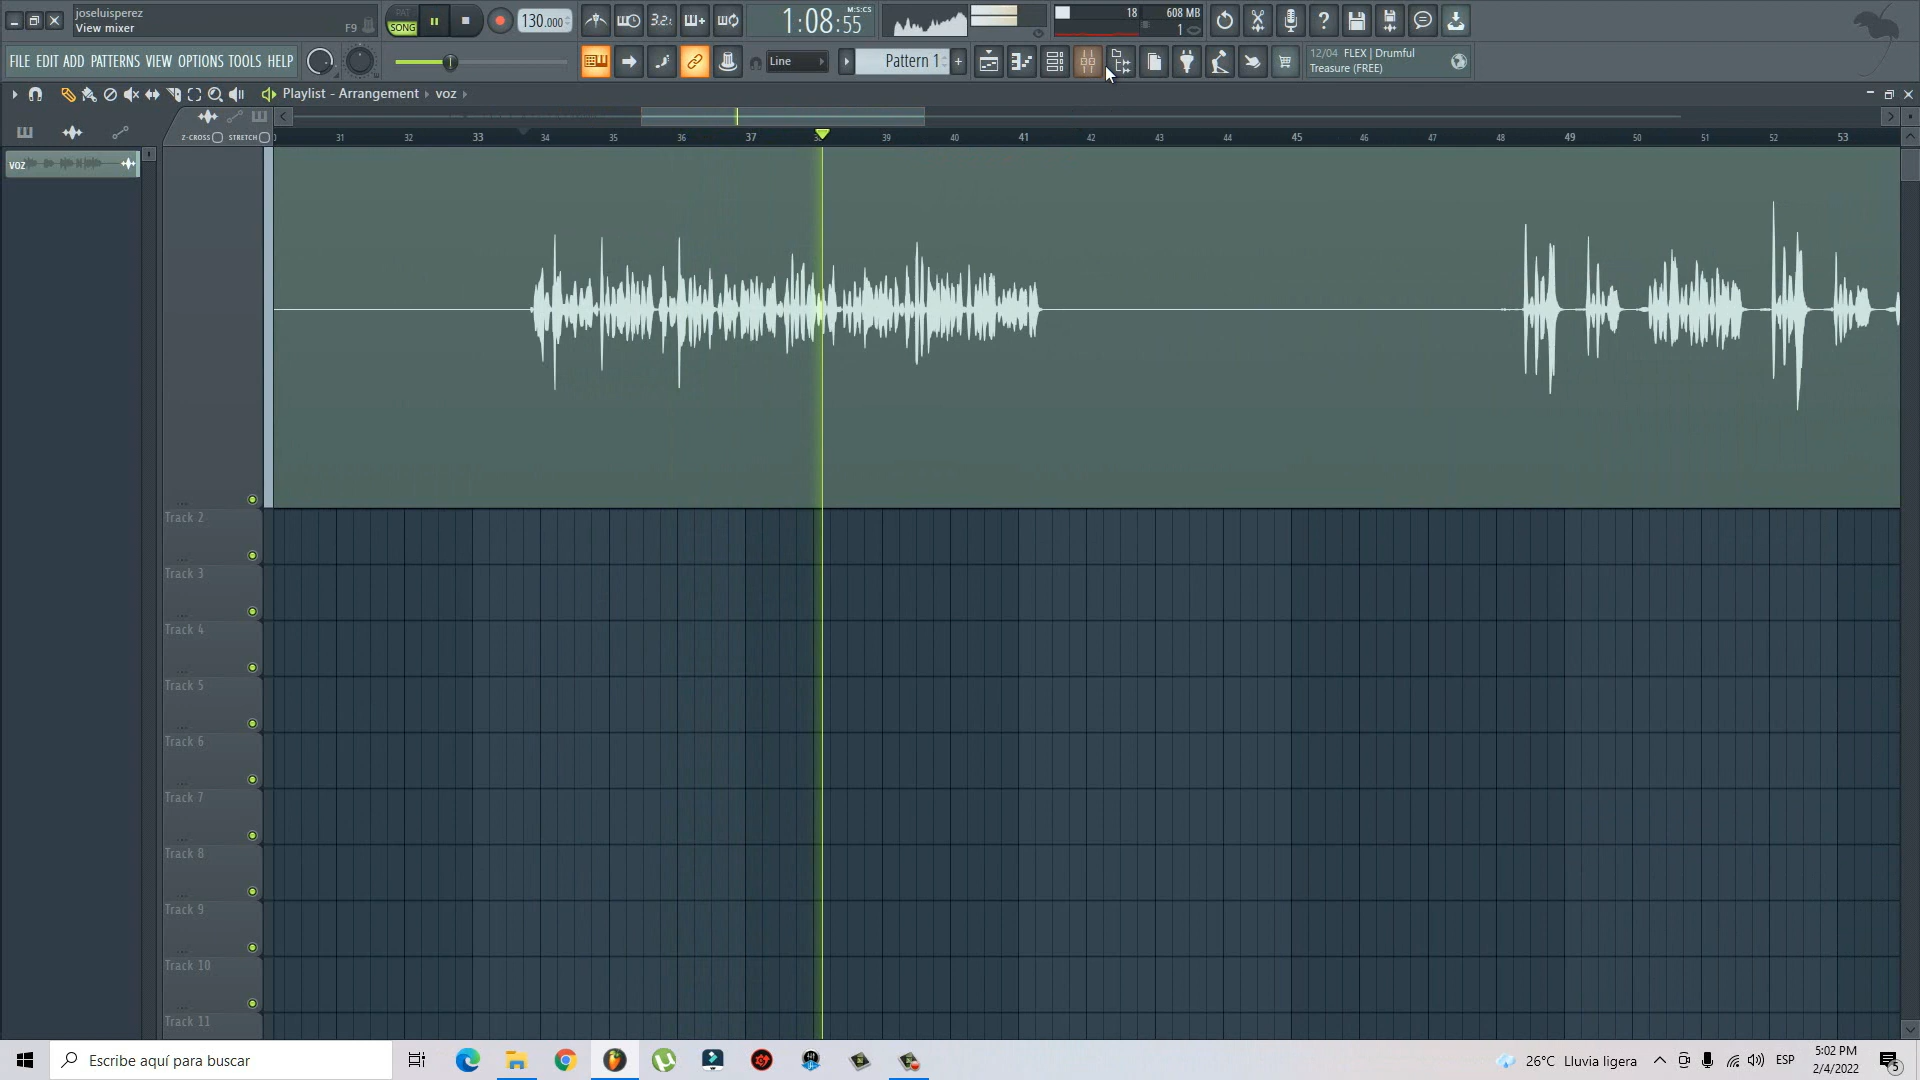 joseluisperez
View mixer
F9
PAT
SONG
130.000
3.2.
1:08:55
M:S:CS
18
608 MB
1
FILE EDIT ADD PATTERNS VIEW OPTIONS TOOLS HELP
Line
Pattern 1
+
12/04 FLEX | Drumful
Treasure (FREE)
Playlist - Arrangement voz
Z-CROSS STRETCH
31 32 33 34 35 36 37 39 40 41 42 43 44 45 46 47 48 49 50 51 52 53
voz
Track 2
Track 3
Track 4
Track 5
Track 6
Track 7
Track 8
Track 9
Track 10
Track 11
Escribe aquí para buscar
26°C Lluvia ligera
ESP
5:02 PM
2/4/2022
5